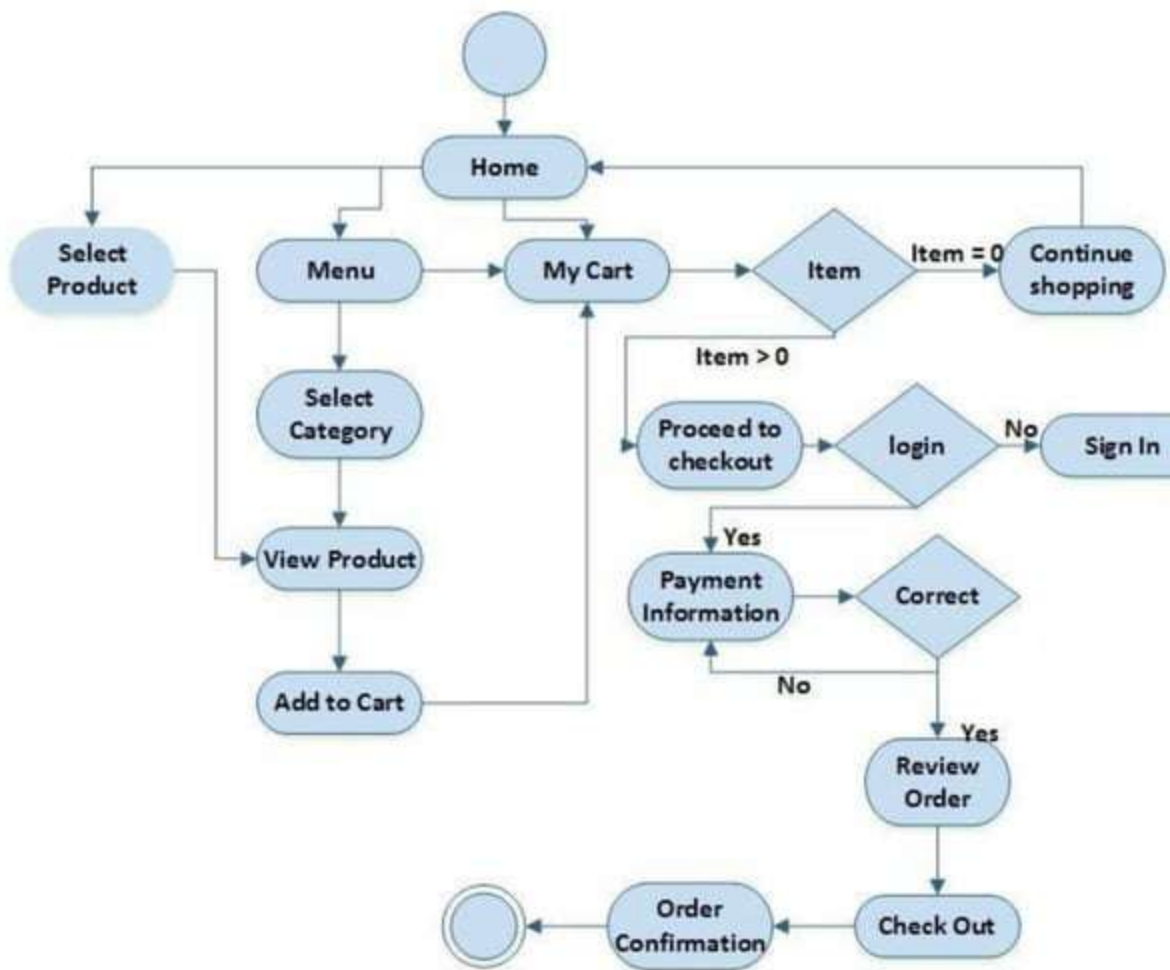 Home
Select
Product
Menu
My Cart
Item
Item = 0
Continue
shopping
Item > 0
Select
Category
Proceed to
checkout
login
No
Sign In
View Product
Yes
Payment
Information
Correct
No
Add to Cart
Yes
Review
Order
Order
Confirmation
Check Out